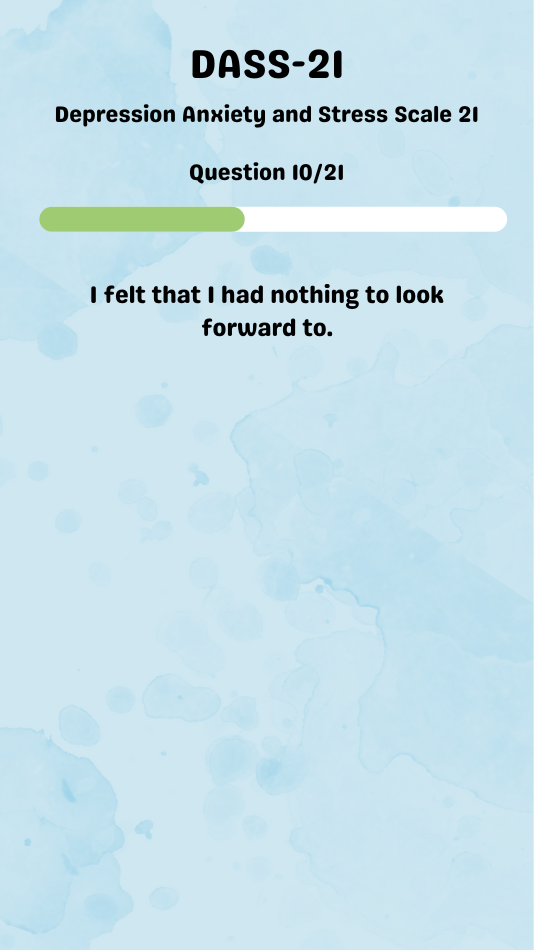 DASS-21
Depression Anxiety and Stress Scale 21
Question 10/21
I felt that I had nothing to look
forward to.